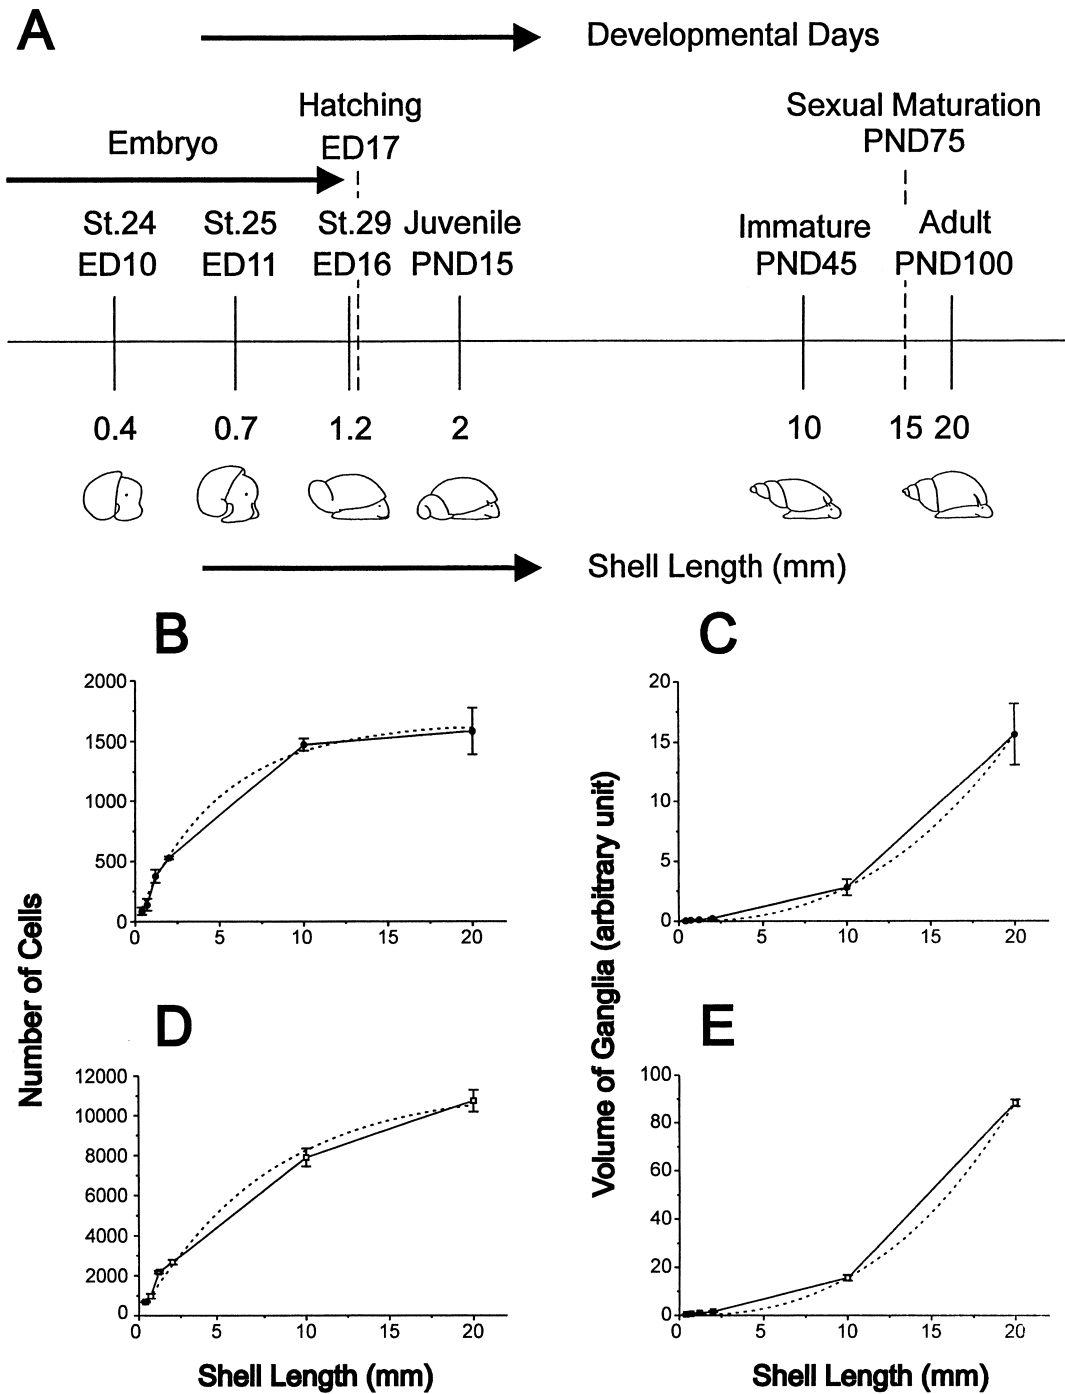 A
Developmental Days
Hatching
ED17
Sexual Maturation
PND75
Embryo
St.24
ED10
St.25
ED11
St.29
ED16
Juvenile
PND15
Immature
PND45
Adult
PND100
0.4 0.7 1.2 2 10 15 20
Shell Length (mm)
B
2000
1500
1000
500
0
0 5 10 15 20
C
20
15
10
5
0
0 5 10 15 20
Number of Cells
Volume of Ganglia (arbitrary unit)
D
12000
10000
8000
6000
4000
2000
0
0 5 10 15 20
Shell Length (mm)
E
100
80
60
40
20
0
0 5 10 15 20
Shell Length (mm)